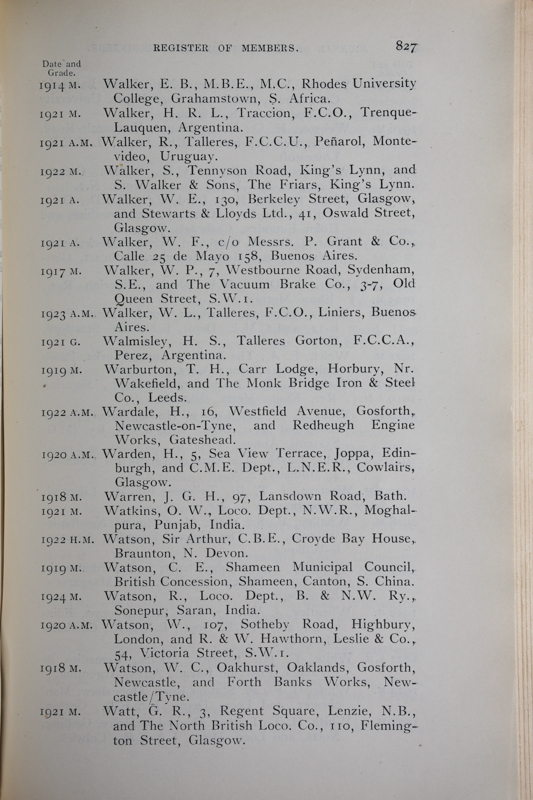 REGISTER OF MEMBERS. 827
Date and
Grade.
1914 M. Walker, E. B., M.B.E., M.C., Rhodes University
College, Grahamstown, S. Africa.
1921 M. Walker, H. R. L., Traccion, F.C.O., Trenque-
Lauquen, Argentina.
1921 A.M. Walker, R., Talleres, F.C.C.U., Peñarol, Monte-
video, Uruguay.
1922 M. Walker, S., Tennyson Road, King's Lynn, and
S. Walker & Sons, The Friars, King's Lynn.
1921 A. Walker, W. E., 130, Berkeley Street, Glasgow,
and Stewarts & Lloyds Ltd., 41, Oswald Street,
Glasgow.
1921 A. Walker, W. F., c/o Messrs. P. Grant & Co.,
Calle 25 de Mayo 158, Buenos Aires.
1917 M. Walker, W. P., 7, Westbourne Road, Sydenham,
S.E., and The Vacuum Brake Co., 3-7, Old
Queen Street, S.W.1.
1923 A.M. Walker, W. L., Talleres, F.C.O., Liniers, Buenos
Aires.
1921 G. Walmisley, H. S., Talleres Gorton, F.C.C.A.,
Perez, Argentina.
1919 M. Warburton, T. H., Carr Lodge, Horbury, Nr.
Wakefield, and The Monk Bridge Iron & Steel
Co., Leeds.
1922 A.M. Wardale, H., 16, Westfield Avenue, Gosforth,
Newcastle-on-Tyne, and Redheugh Engine
Works, Gateshead.
1920 A.M. Warden, H., 5, Sea View Terrace, Joppa, Edin-
burgh, and C.M.E. Dept., L.N.E.R., Cowlairs,
Glasgow.
1918 M. Warren, J. G. H., 97, Lansdown Road, Bath.
1921 M. Watkins, O. W., Loco. Dept., N.W.R., Moghal-
pura, Punjab, India.
1922 H.M. Watson, Sir Arthur, C.B.E., Croyde Bay House,
Braunton, N. Devon.
1919 M. Watson, C. E., Shameen Municipal Council,
British Concession, Shameen, Canton, S. China.
1924 M. Watson, R., Loco. Dept., B. & N.W. Ry.,
Sonepur, Saran, India.
1920 A.M. Watson, W., 107, Sotheby Road, Highbury,
London, and R. & W. Hawthorn, Leslie & Co.,
54, Victoria Street, S.W.1.
1918 M. Watson, W. C., Oakhurst, Oaklands, Gosforth,
Newcastle, and Forth Banks Works, New-
castle/Tyne.
1921 M. Watt, G. R., 3, Regent Square, Lenzie, N.B.,
and The North British Loco. Co., 110, Fleming-
ton Street, Glasgow.